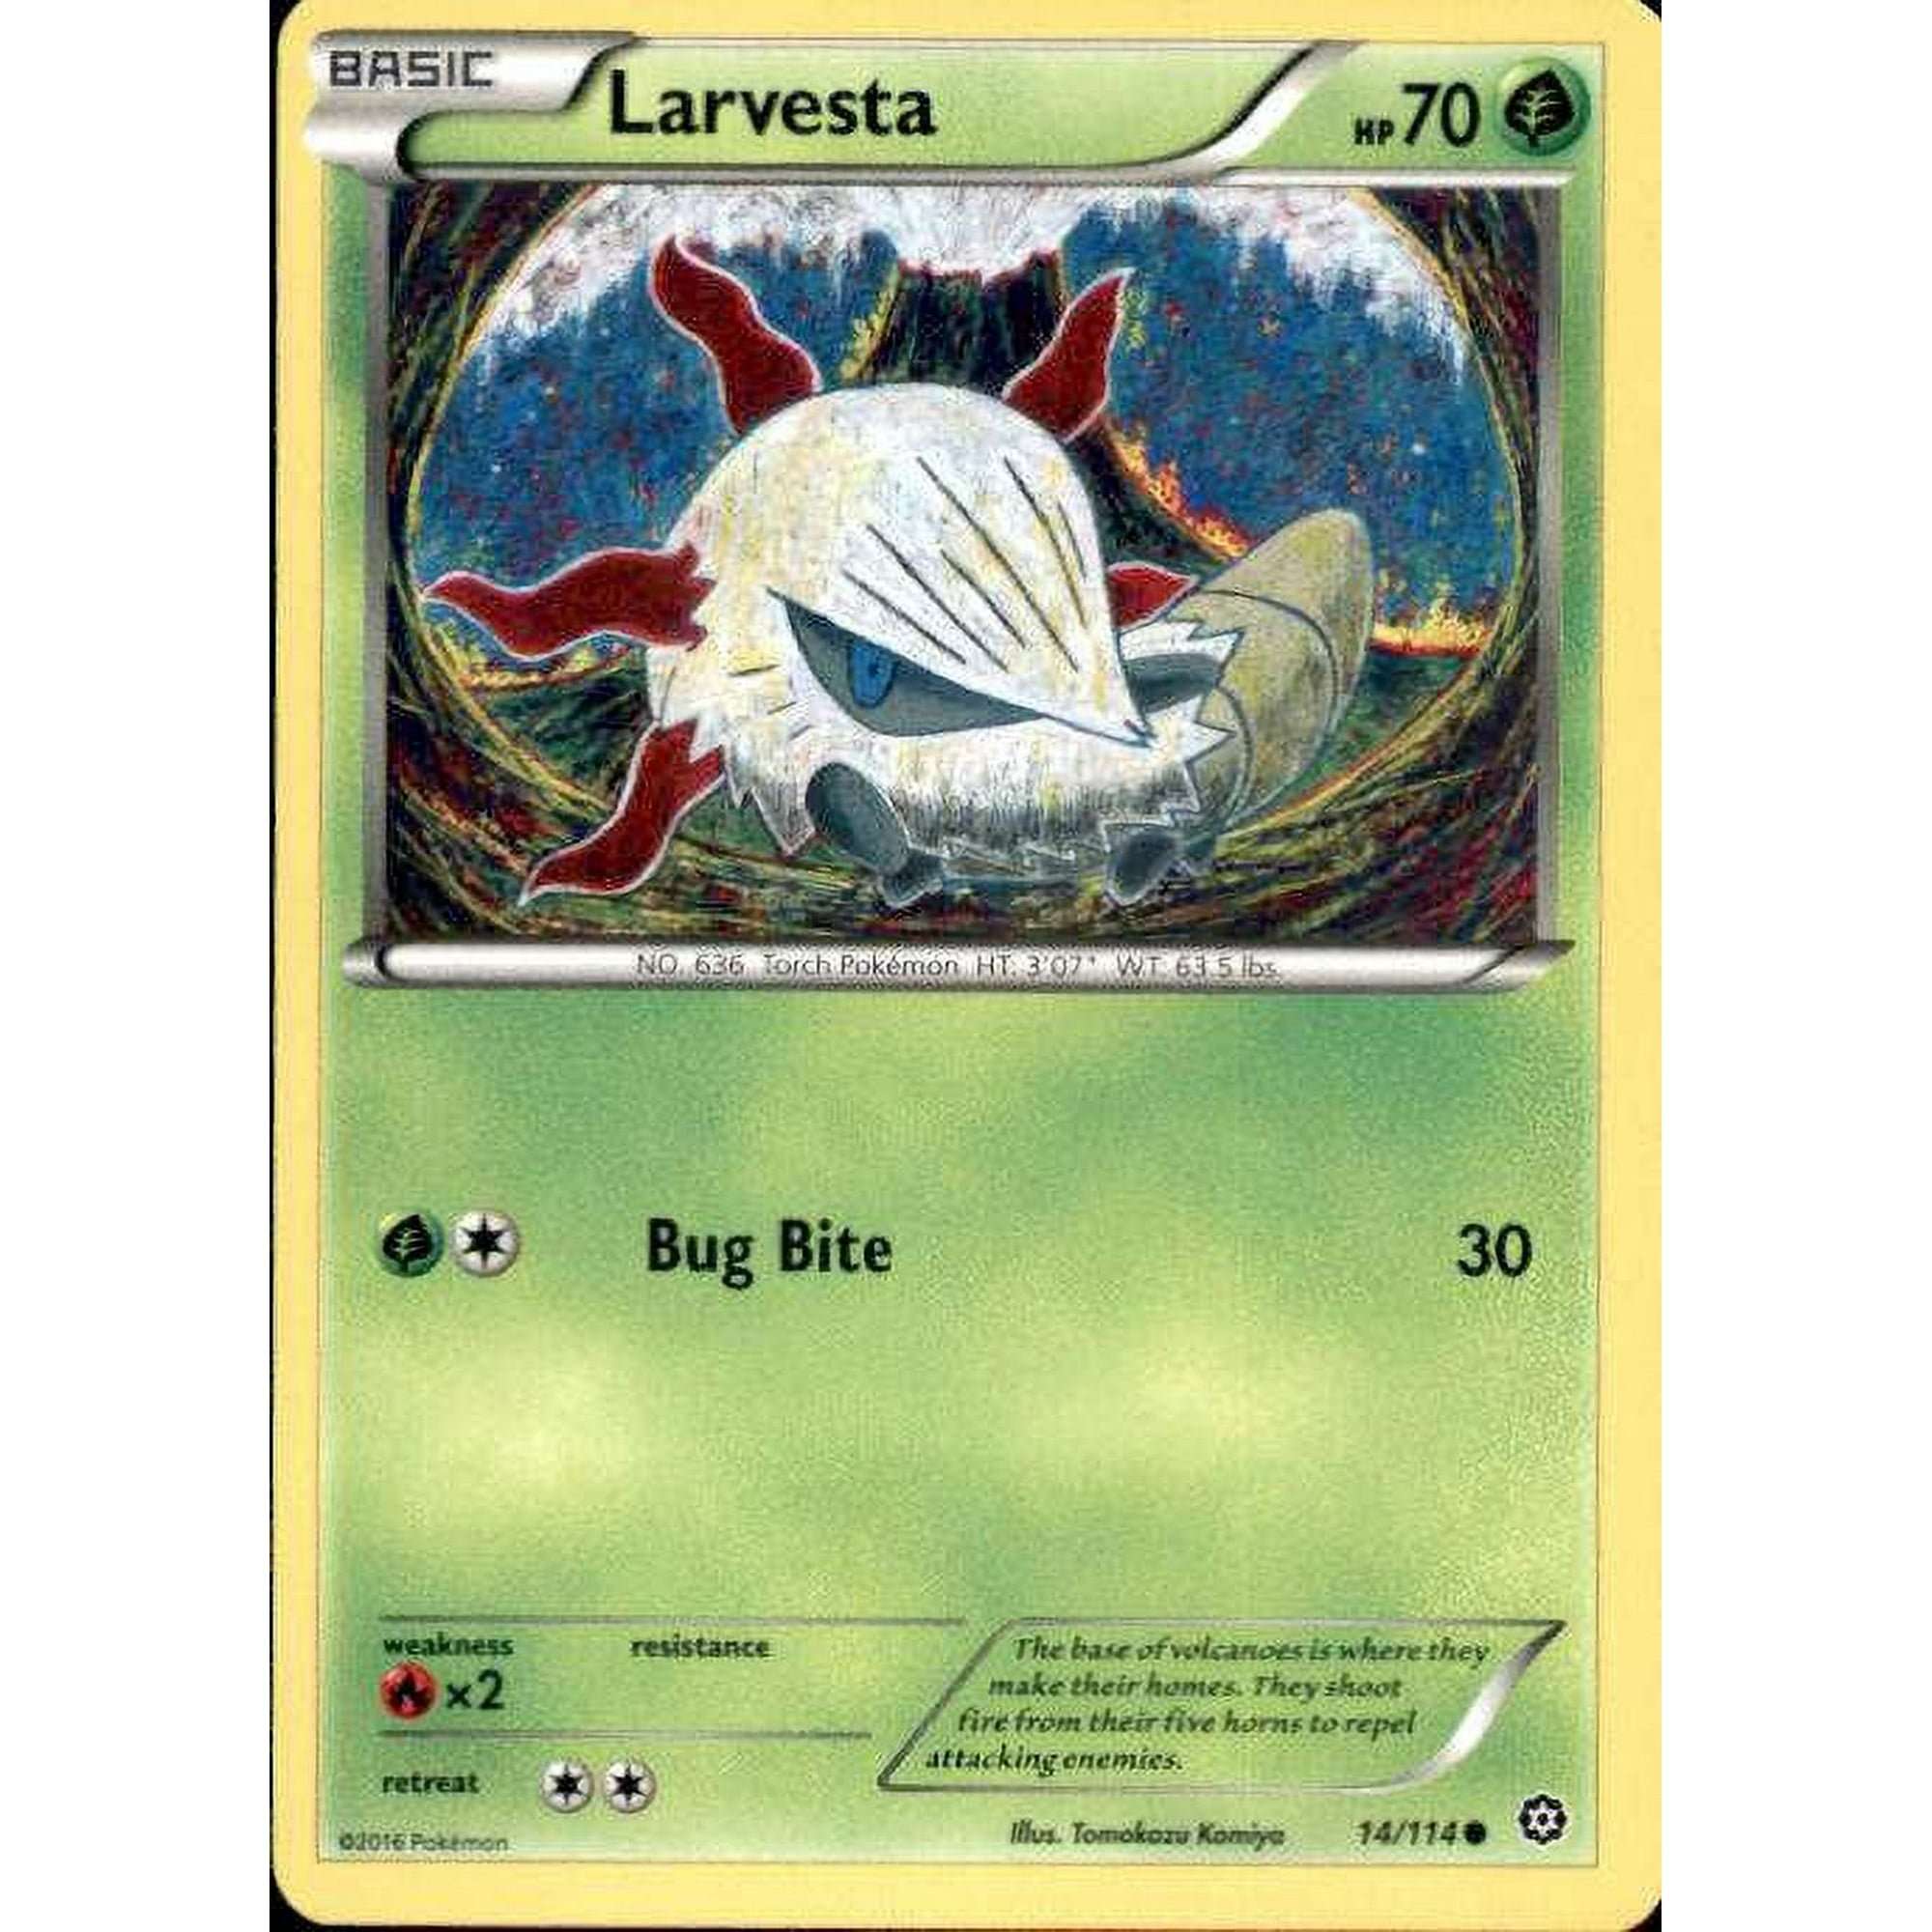 BASIC
Larvesta
HP 70
NO. 636 Torch Pokémon HT: 3'07" WT: 63.5 lbs.
Bug Bite 30
weakness resistance
×2
retreat
The base of volcanoes is where they
make their homes. They shoot
fire from their five horns to repel
attacking enemies.
©2016 Pokémon
Illus. Tomokazu Komiya
14/114